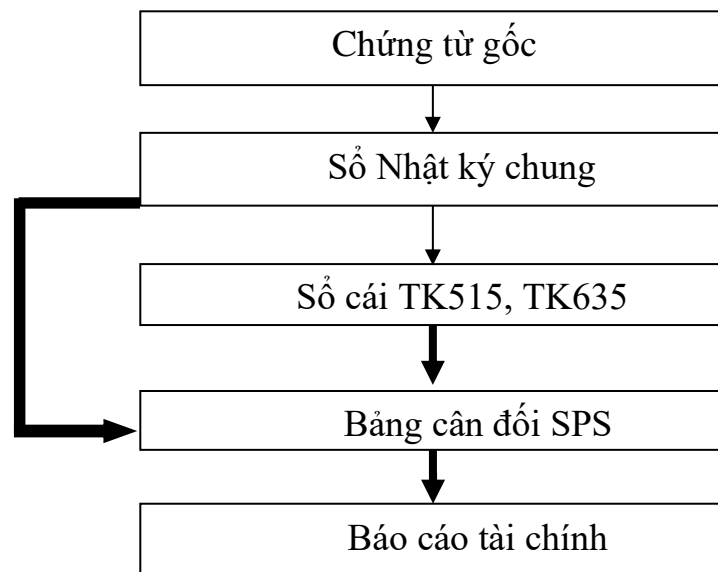 Chứng từ gốc
Sổ Nhật ký chung
Sổ cái TK515, TK635
Bảng cân đối SPS
Báo cáo tài chính